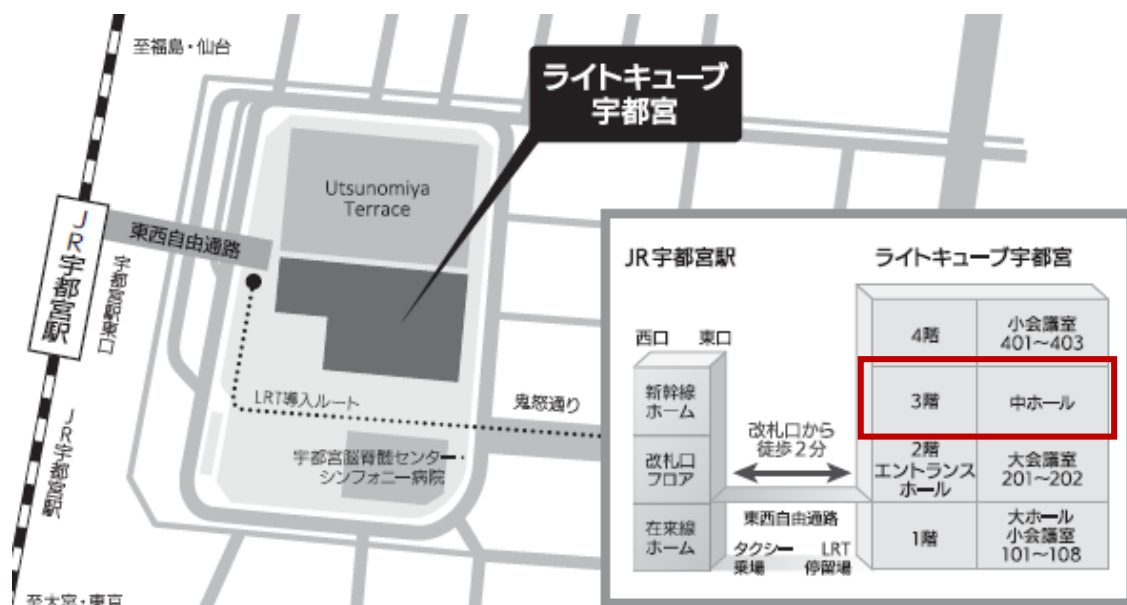 至福島・仙台
ライトキューブ
宇都宮
Utsunomiya
Terrace
東西自由通路
JR宇都宮駅
宇都宮駅東口
LRT導入ルート
鬼怒通り
宇都宮脳脊髄センター・
シンフォニー病院
JR宇都宮駅
至大宮・東京
JR宇都宮駅
ライトキューブ宇都宮
西口 東口
新幹線
ホーム
改札口
フロア
在来線
ホーム
改札口から
徒歩2分
東西自由通路
タクシー
乗場
LRT
停留場
4階
小会議室
401～403
3階
中ホール
2階
エントランス
ホール
大会議室
201～202
1階
大ホール
小会議室
101～108